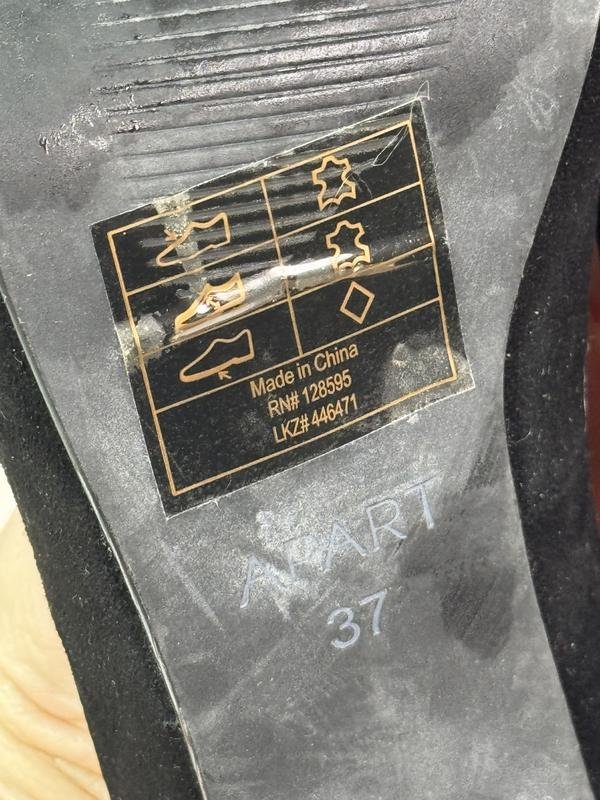 Made in China
RN# 128595
LKZ# 446471
APART
37